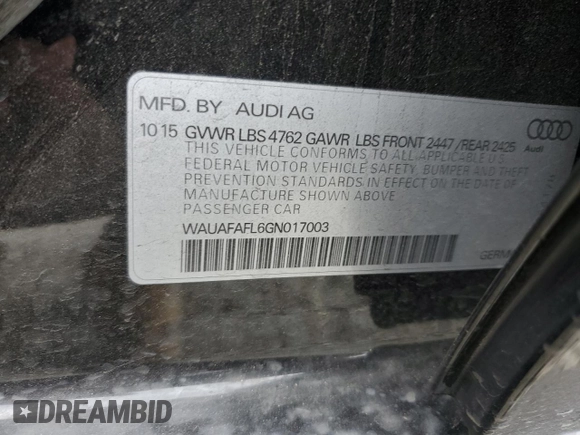 MFD. BY AUDI AG
10 15 GVWR LBS 4762 GAWR LBS FRONT 2447 /REAR 2425
Audi
THIS VEHICLE CONFORMS TO ALL APPLICABLE U.S.
FEDERAL MOTOR VEHICLE SAFETY, BUMPER AND THEFT
PREVENTION STANDARDS IN EFFECT ON THE DATE OF
MANUFACTURE SHOWN ABOVE
PASSENGER CAR
WAUAFAFL6GN017003
GERM
DREAMBID